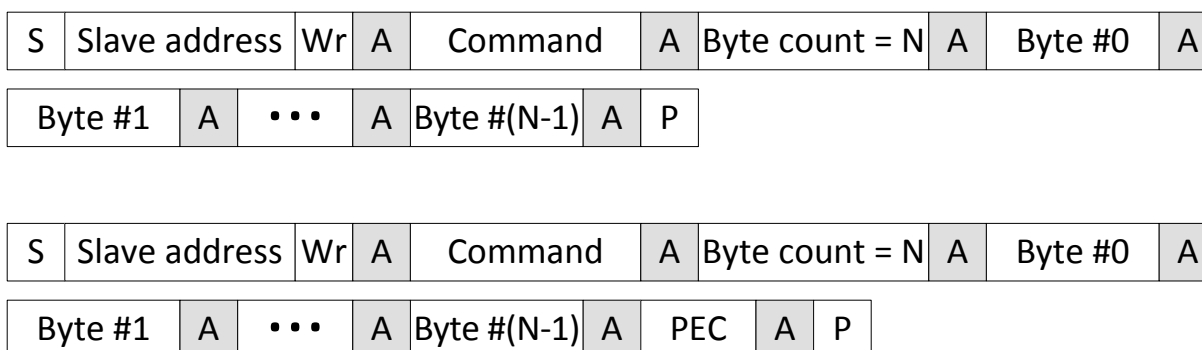 S Slave address Wr A Command A Byte count = N A Byte #0 A
Byte #1 A ••• A Byte #(N-1) A P
S Slave address Wr A Command A Byte count = N A Byte #0 A
Byte #1 A ••• A Byte #(N-1) A PEC A P